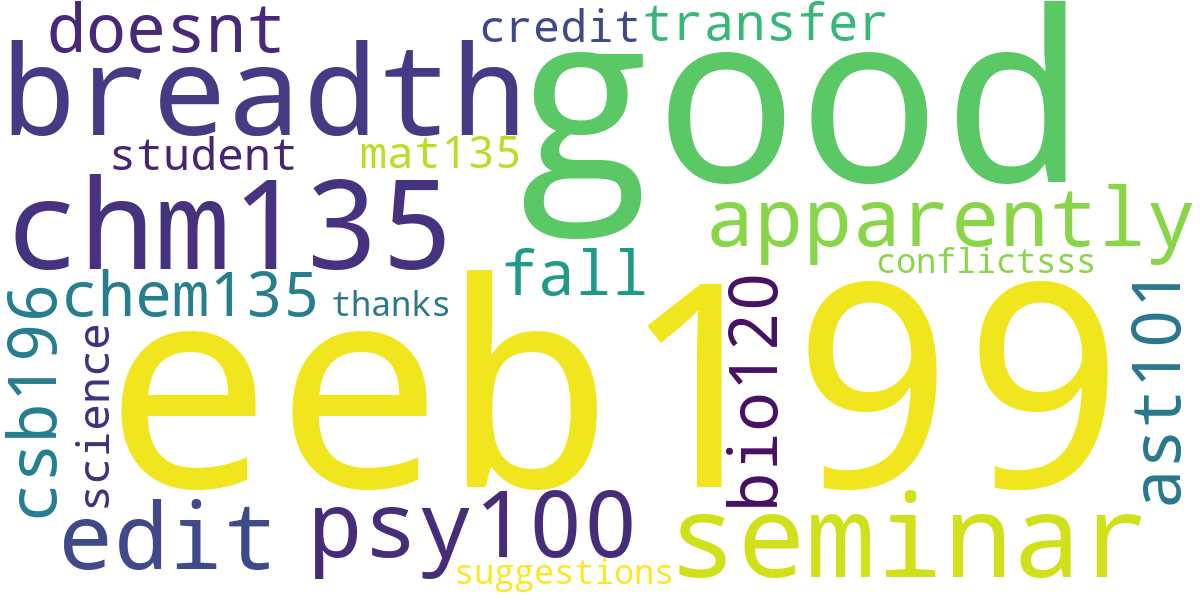 doesnt
credit
transfer
breadth
good
student
mat135
chm135
apparently
fall
conflictsss
chem135
thanks
csb196
science
eeb199
bio120
ast101
edit
psy100
seminar
suggestions